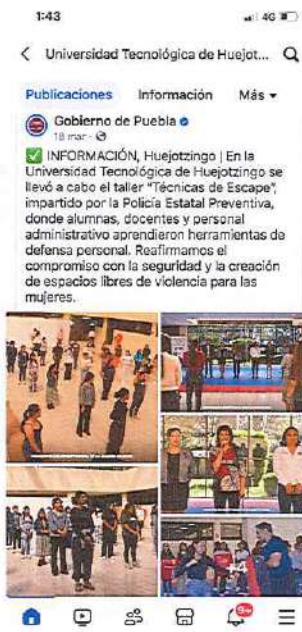 1:43
4G
Universidad Tecnológica de Huejot...
Publicaciones Información Más
Gobierno de Puebla
18 mar
INFORMACIÓN, Huejotzingo | En la
Universidad Tecnológica de Huejotzingo se
llevó a cabo el taller "Técnicas de Escape",
impartido por la Policía Estatal Preventiva,
donde alumnas, docentes y personal
administrativo aprendieron herramientas de
defensa personal. Reafirmamos el
compromiso con la seguridad y la creación
de espacios libres de violencia para las
mujeres.
+4
9+